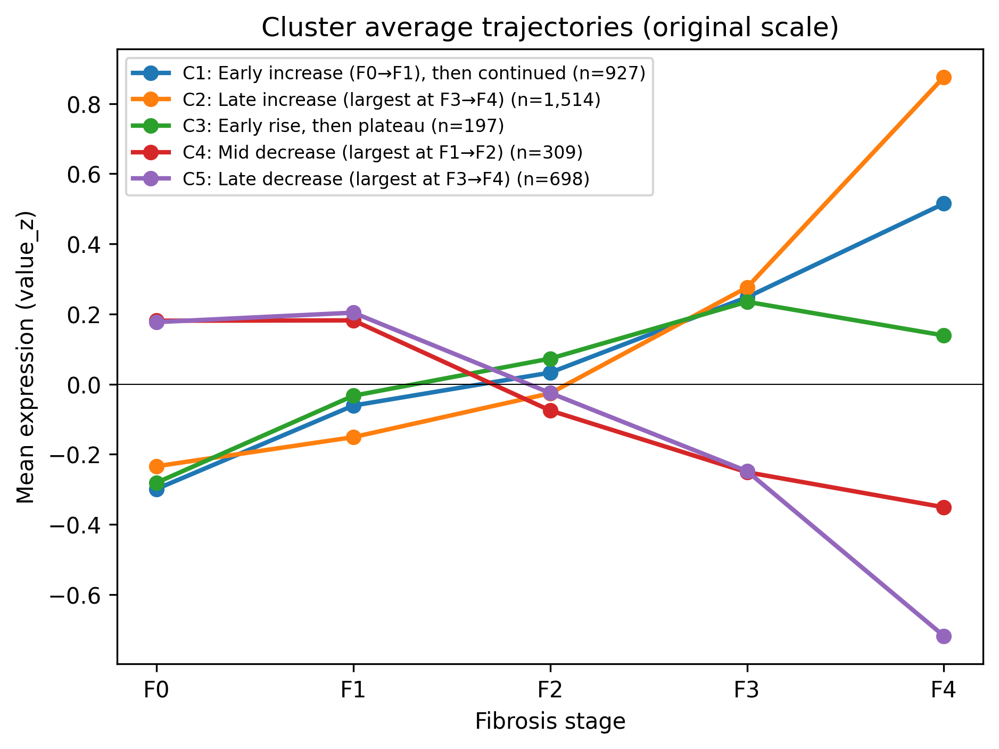 Cluster average trajectories (original scale)
C1: Early increase (F0→F1), then continued (n=927)
C2: Late increase (largest at F3→F4) (n=1,514)
C3: Early rise, then plateau (n=197)
C4: Mid decrease (largest at F1→F2) (n=309)
C5: Late decrease (largest at F3→F4) (n=698)
Mean expression (value_z)
0.8
0.6
0.4
0.2
0.0
−0.2
−0.4
−0.6
F0 F1 F2 F3 F4
Fibrosis stage